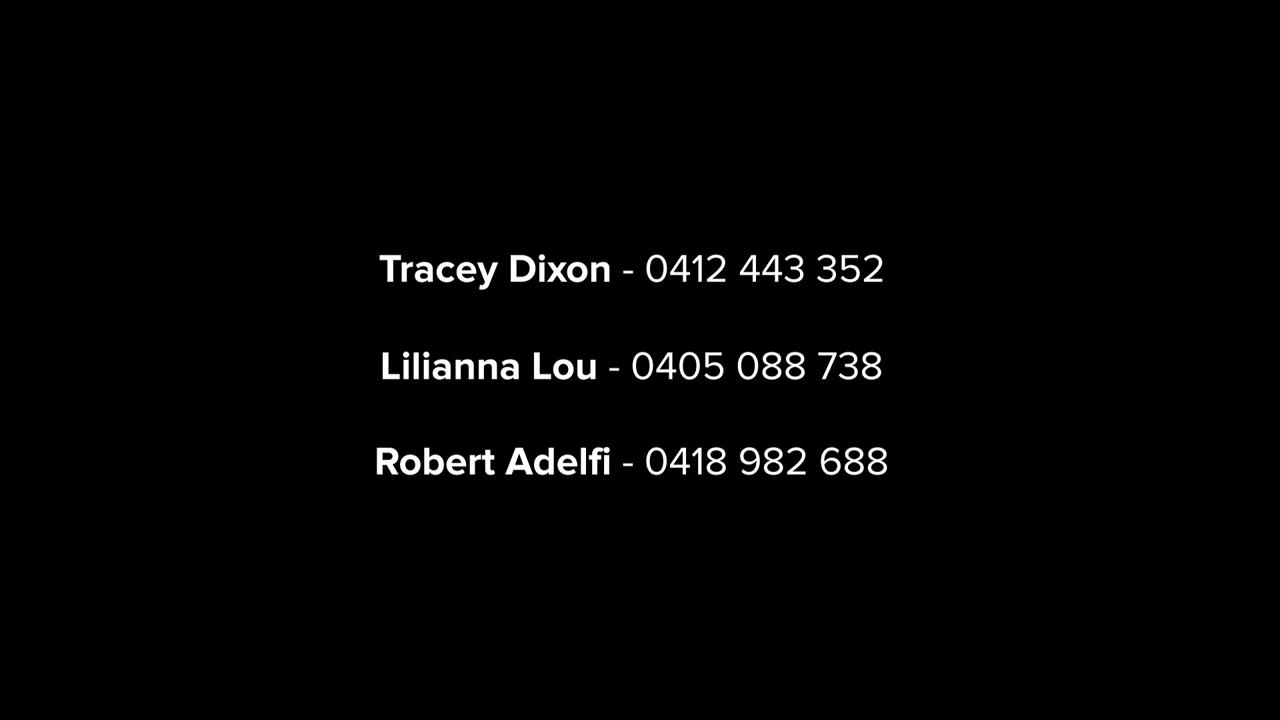 Tracey Dixon - 0412 443 352
Lilianna Lou - 0405 088 738
Robert Adelfi - 0418 982 688